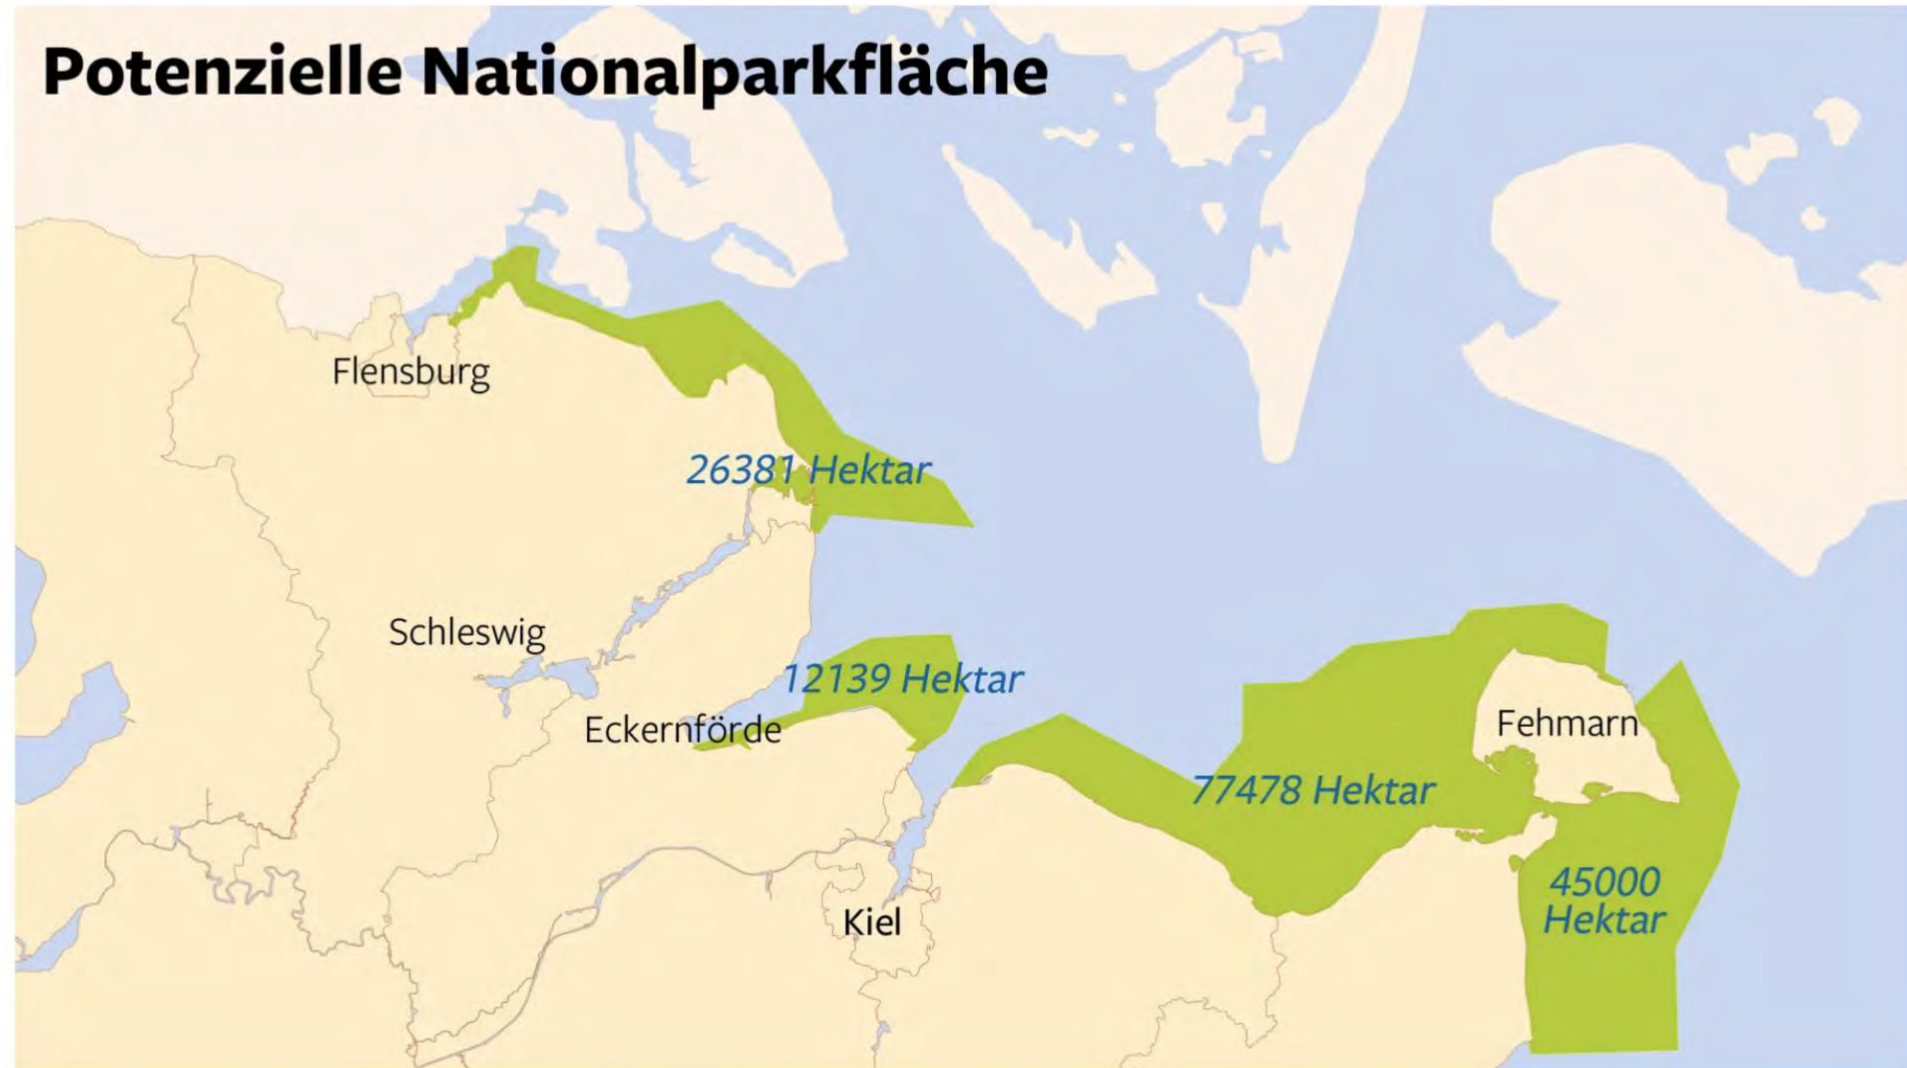 Potenzielle Nationalparkfläche
Flensburg
26381 Hektar
Schleswig
12139 Hektar
Eckernförde
Fehmarn
77478 Hektar
45000
Hektar
Kiel